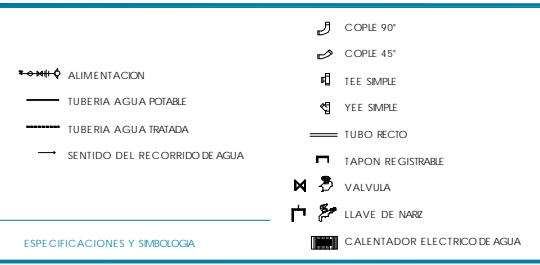 ALIMENTACION
TUBERIA AGUA POTABLE
TUBERIA AGUA TRATADA
SENTIDO DEL RECORRIDO DE AGUA
ESPECIFICACIONES Y SIMBOLOGIA
COPLE 90°
COPLE 45°
TEE SIMPLE
YEE SIMPLE
TUBO RECTO
TAPON REGISTRABLE
VALVULA
LLAVE DE NARIZ
CALENTADOR ELECTRICO DE AGUA